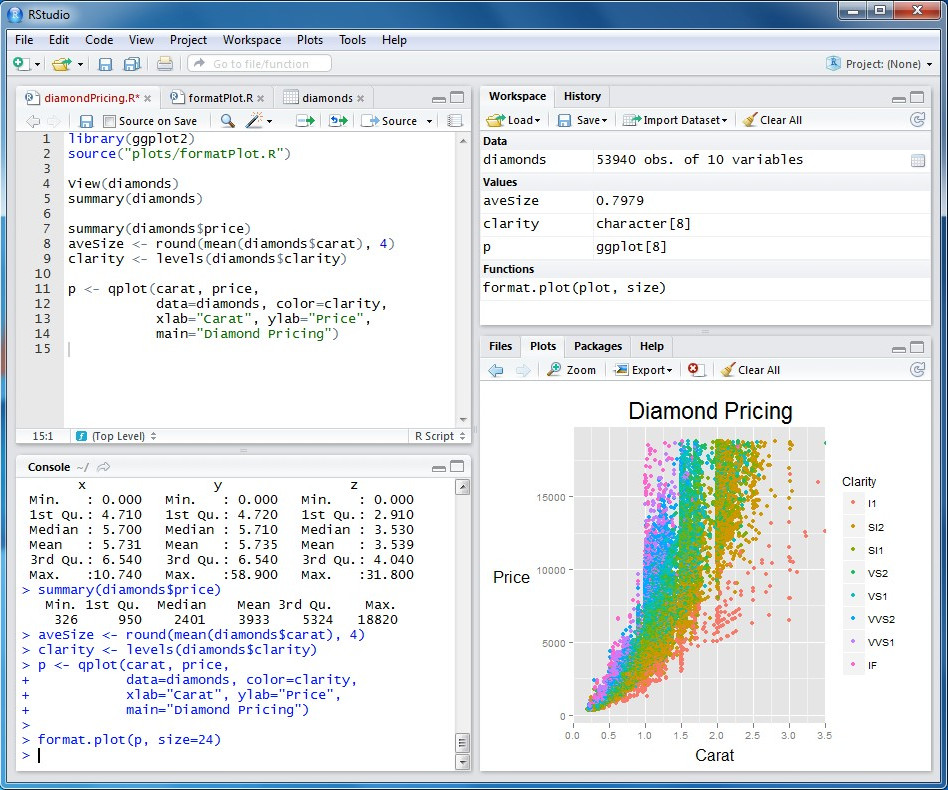 RStudio
File Edit Code View Project Workspace Plots Tools Help
Go to file/function Project: (None)
diamondPricing.R* formatPlot.R diamonds
Source on Save Source
1 library(ggplot2)
2 source("plots/formatPlot.R")
3
4 View(diamonds)
5 summary(diamonds)
6
7 summary(diamonds$price)
8 aveSize <- round(mean(diamonds$carat), 4)
9 clarity <- levels(diamonds$clarity)
10
11 p <- qplot(carat, price,
12 data=diamonds, color=clarity,
13 xlab="Carat", ylab="Price",
14 main="Diamond Pricing")
15
15:1 (Top Level) R Script
Console ~/
x y z
Min. : 0.000 Min. : 0.000 Min. : 0.000
1st Qu.: 4.710 1st Qu.: 4.720 1st Qu.: 2.910
Median : 5.700 Median : 5.710 Median : 3.530
Mean : 5.731 Mean : 5.735 Mean : 3.539
3rd Qu.: 6.540 3rd Qu.: 6.540 3rd Qu.: 4.040
Max. :10.740 Max. :58.900 Max. :31.800
> summary(diamonds$price)
Min. 1st Qu. Median Mean 3rd Qu. Max.
326 950 2401 3933 5324 18820
> aveSize <- round(mean(diamonds$carat), 4)
> clarity <- levels(diamonds$clarity)
> p <- qplot(carat, price,
+ data=diamonds, color=clarity,
+ xlab="Carat", ylab="Price",
+ main="Diamond Pricing")
>
> format.plot(p, size=24)
>
Workspace History
Load Save Import Dataset Clear All
Data
diamonds 53940 obs. of 10 variables
Values
aveSize 0.7979
clarity character[8]
p ggplot[8]
Functions
format.plot(plot, size)
Files Plots Packages Help
Zoom Export Clear All
Diamond Pricing
Price
15000
10000
5000
0
0.0 0.5 1.0 1.5 2.0 2.5 3.0 3.5
Carat
Clarity
I1
SI2
SI1
VS2
VS1
VVS2
VVS1
IF